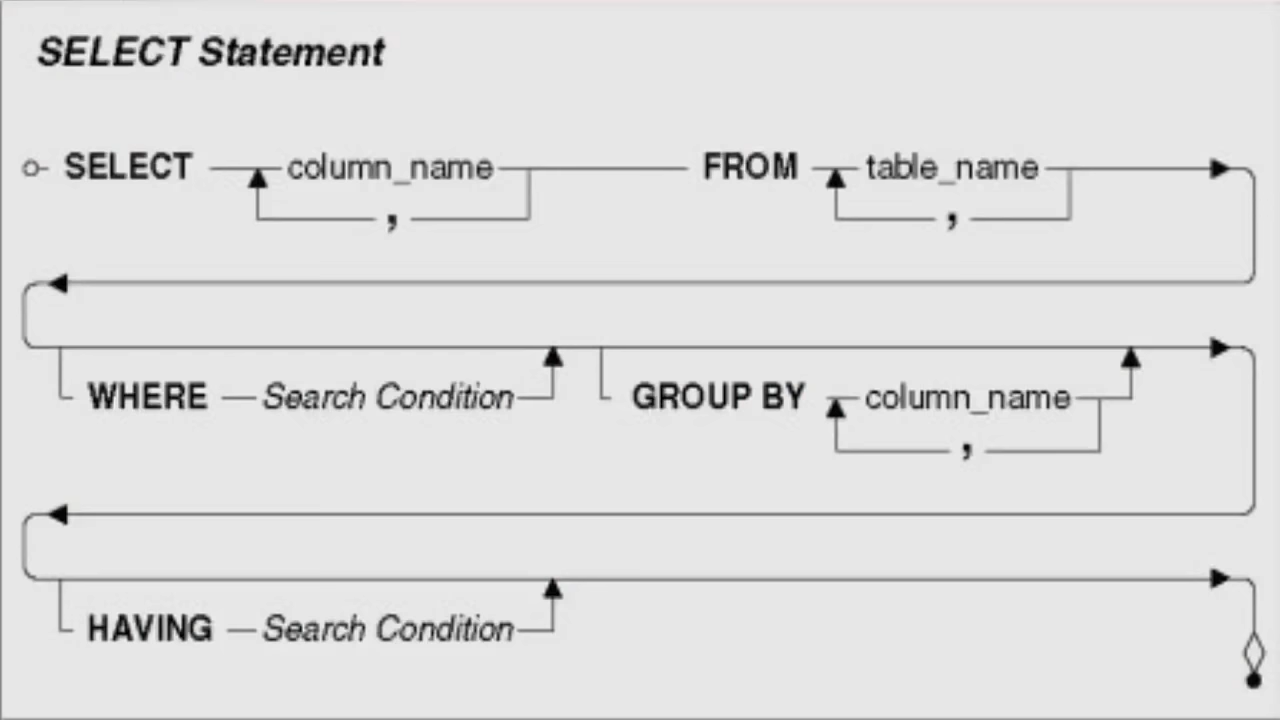 SELECT Statement
SELECT column_name FROM table_name
, ,
WHERE Search Condition GROUP BY column_name
,
HAVING Search Condition